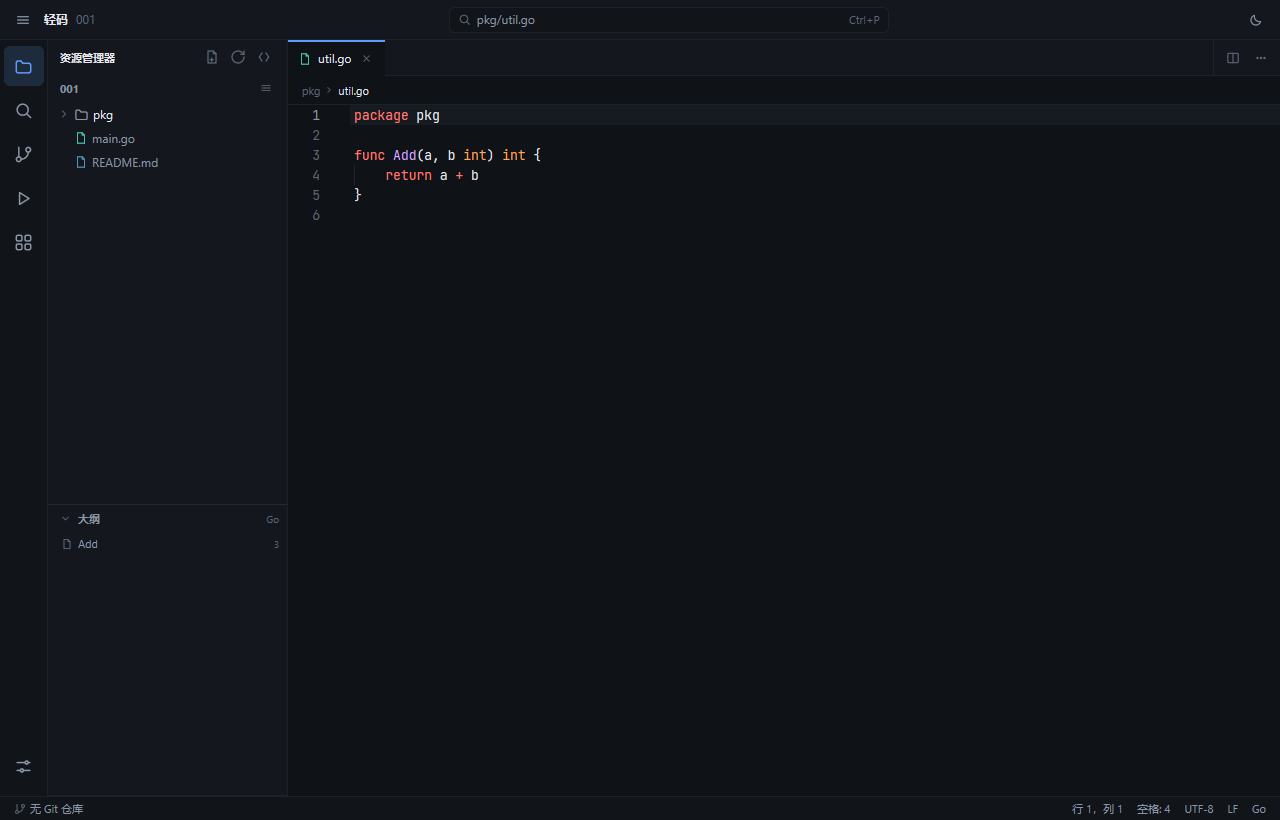 轻码 001
pkg/util.go Ctrl+P
资源管理器
001
pkg
main.go
README.md
大纲 Go
Add 3
util.go
pkg > util.go
1 package pkg
2
3 func Add(a, b int) int {
4 return a + b
5 }
6
无 Git 仓库
行 1，列 1 空格: 4 UTF-8 LF Go